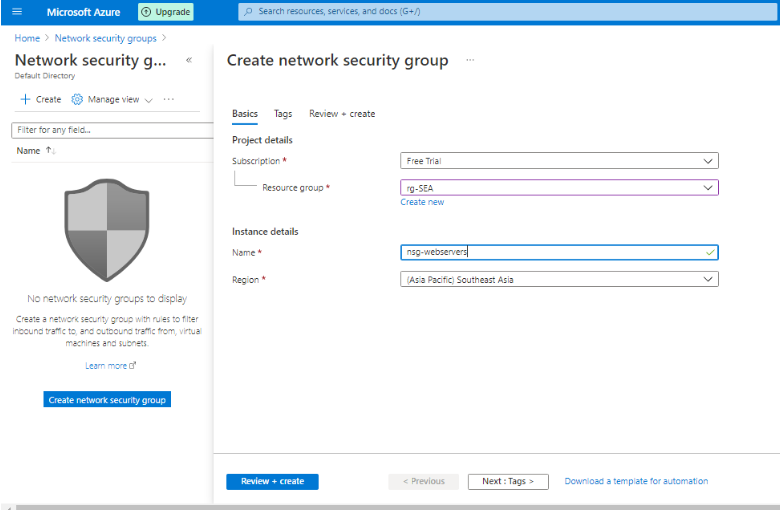 Microsoft Azure
Upgrade
Search resources, services, and docs (G+/)
Home > Network security groups >
Network security g... «
Default Directory
+ Create
Manage view
...
Filter for any field...
Name ↑↓
No network security groups to display
Create a network security group with rules to filter
inbound traffic to, and outbound traffic from, virtual
machines and subnets.
Learn more
Create network security group
Create network security group ...
Basics
Tags
Review + create
Project details
Subscription *
Free Trial
Resource group *
rg-SEA
Create new
Instance details
Name *
nsg-webservers
Region *
(Asia Pacific) Southeast Asia
Review + create
< Previous
Next : Tags >
Download a template for automation